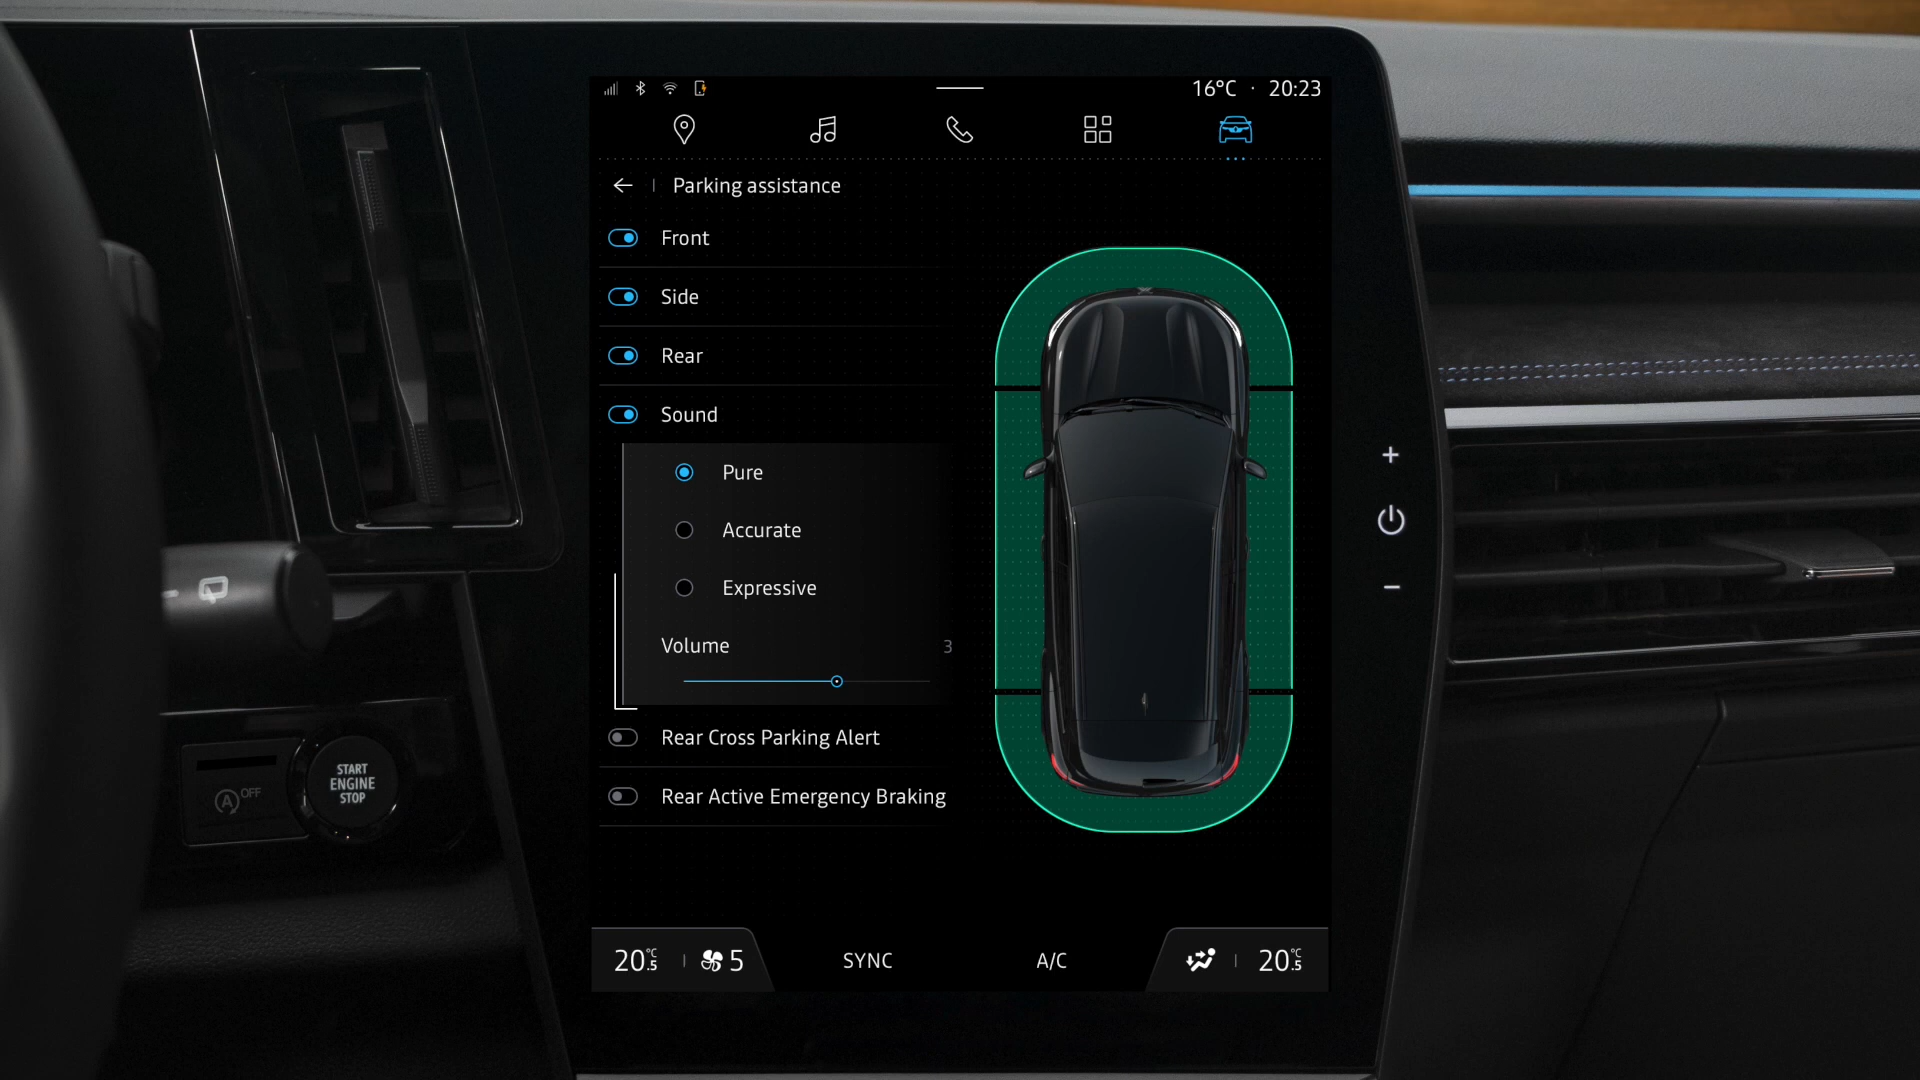 16°C · 20:23
Parking assistance
Front
Side
Rear
Sound
Pure
Accurate
Expressive
Volume 3
Rear Cross Parking Alert
Rear Active Emergency Braking
20°C.5 5 SYNC A/C 20°C.5
+
−
A OFF
START
ENGINE
STOP